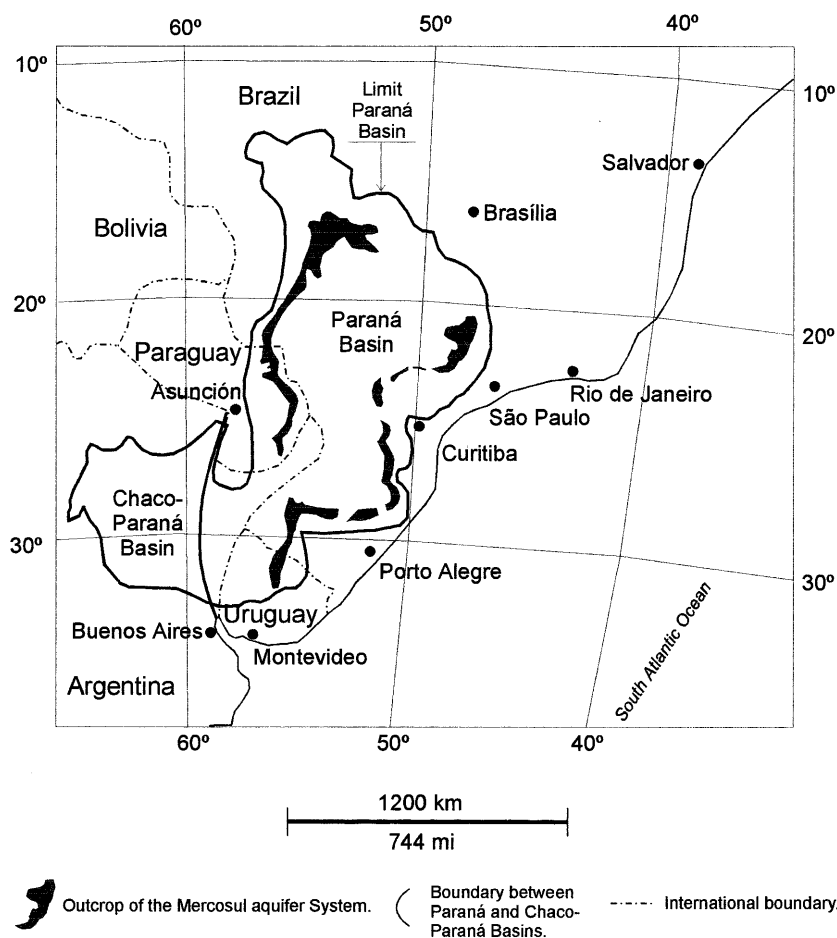 60º
50º
40º
10º
10º
Brazil
Limit
Paraná
Basin
Salvador
Brasília
Bolivia
20º
20º
Paraná
Basin
Paraguay
Asunción
Rio de Janeiro
São Paulo
Curitiba
Chaco-
Paraná
Basin
30º
30º
Porto Alegre
Uruguay
Buenos Aires
Montevideo
Argentina
South Atlantic Ocean
60º
50º
40º
1200 km
744 mi
Outcrop of the Mercosul aquifer System.
Boundary between
Paraná and Chaco-
Paraná Basins.
International boundary.